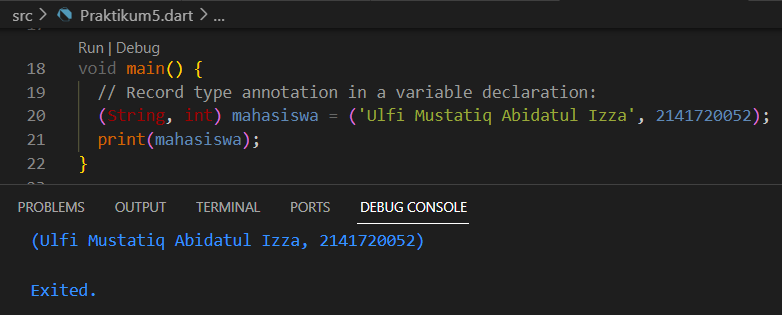 src > Praktikum5.dart > ...
Run | Debug
18 void main() {
19 // Record type annotation in a variable declaration:
20 (String, int) mahasiswa = ('Ulfi Mustatiq Abidatul Izza', 2141720052);
21 print(mahasiswa);
22 }
PROBLEMS OUTPUT TERMINAL PORTS DEBUG CONSOLE
(Ulfi Mustatiq Abidatul Izza, 2141720052)
Exited.